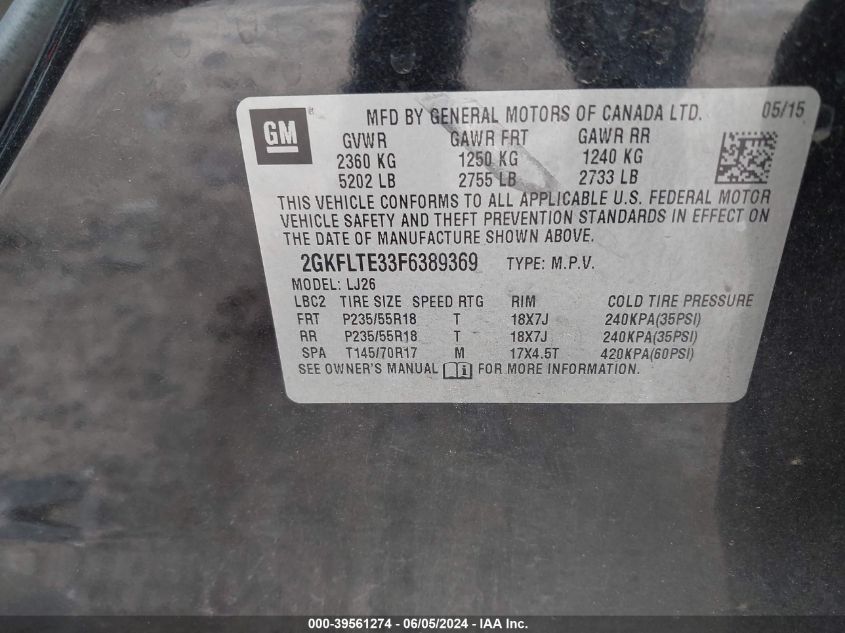 GM ® MFD BY GENERAL MOTORS OF CANADA LTD. 05/15
GVWR GAWR FRT GAWR RR
2360 KG 1250 KG 1240 KG
5202 LB 2755 LB 2733 LB
THIS VEHICLE CONFORMS TO ALL APPLICABLE U.S. FEDERAL MOTOR
VEHICLE SAFETY AND THEFT PREVENTION STANDARDS IN EFFECT ON
THE DATE OF MANUFACTURE SHOWN ABOVE.
2GKFLTE33F6389369 TYPE: M.P.V.
MODEL: LJ26
LBC2 TIRE SIZE SPEED RTG RIM COLD TIRE PRESSURE
FRT P235/55R18 T 18X7J 240KPA(35PSI)
RR P235/55R18 T 18X7J 240KPA(35PSI)
SPA T145/70R17 M 17X4.5T 420KPA(60PSI)
SEE OWNER'S MANUAL i FOR MORE INFORMATION.
000-39561274 - 06/05/2024 - IAA Inc.